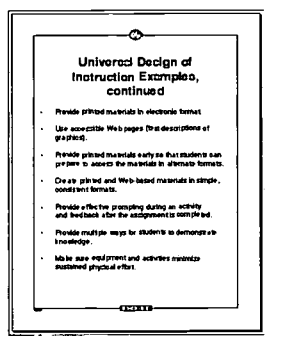 Universal Design of
Instruction Examples,
continued
• Provide printed materials in electronic format.
• Use accessible Web pages (text descriptions of
graphics).
• Provide printed materials early so that students can
prepare to access the materials in alternate formats.
• Create printed and Web-based materials in simple,
consistent formats.
• Provide effective prompting during an activity
and feedback after the assignment is completed.
• Provide multiple ways for students to demonstrate
knowledge.
• Make sure equipment and activities minimize
sustained physical effort.